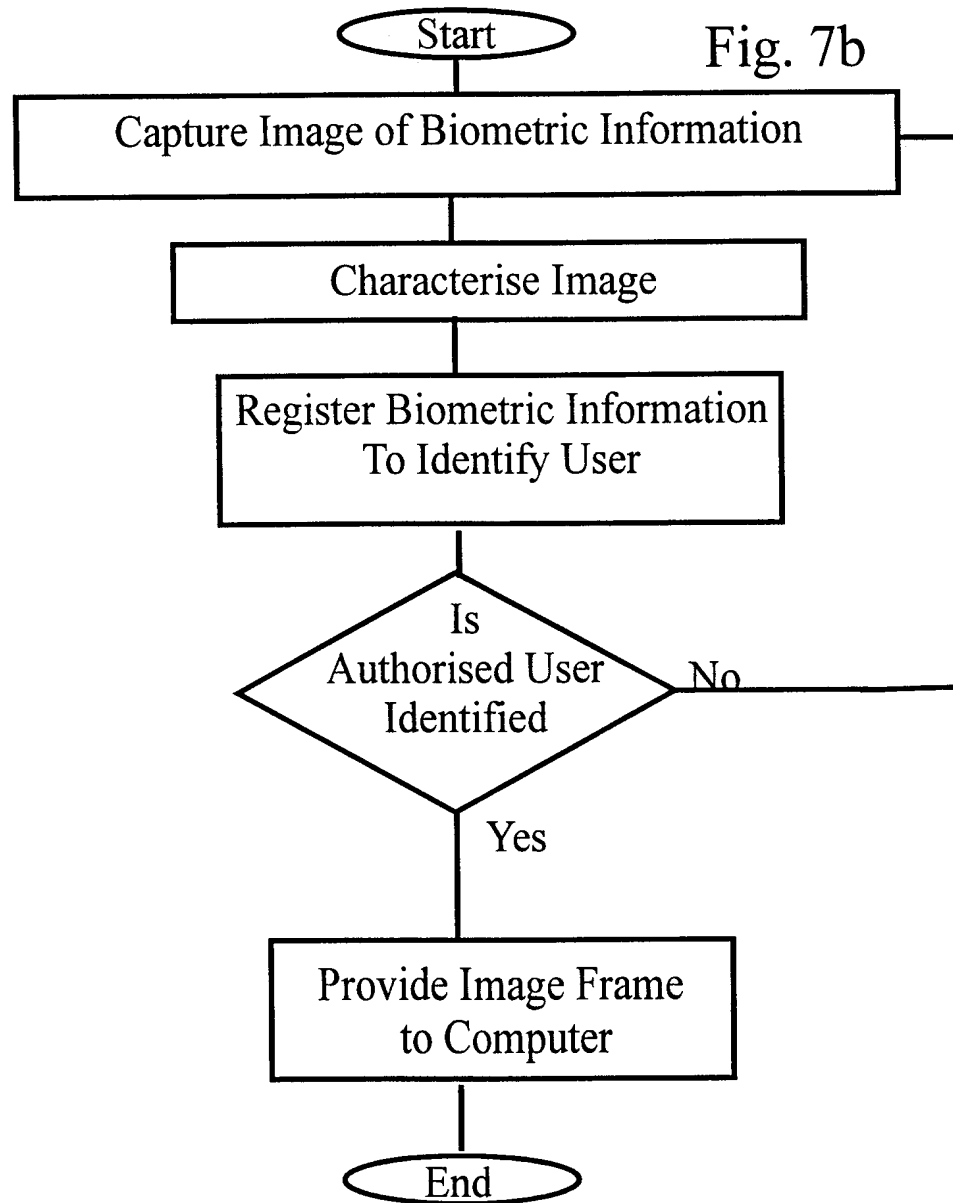 Start
Fig. 7b
Capture Image of Biometric Information
Characterise Image
Register Biometric Information
To Identify User
Is
Authorised User
Identified
No
Yes
Provide Image Frame
to Computer
End